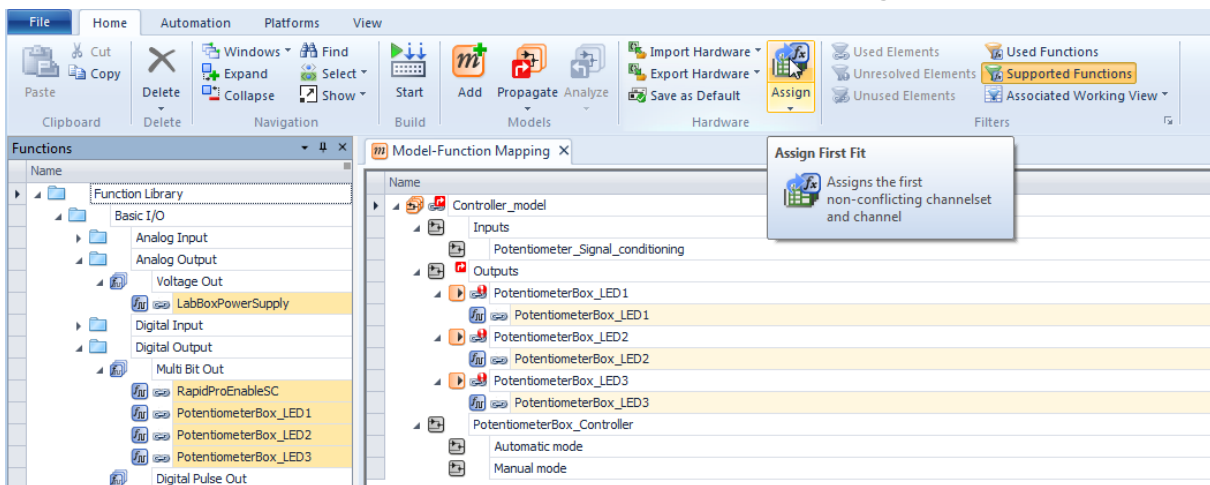 File Home Automation Platforms View
Cut Windows Find Import Hardware Used Elements Used Functions
Copy Expand Select Export Hardware Unresolved Elements Supported Functions
Paste Delete Collapse Show Start Add Propagate Analyze Save as Default Assign Unused Elements Associated Working View
Clipboard Delete Navigation Build Models Hardware Filters
Functions
Name
Function Library
Basic I/O
Analog Input
Analog Output
Voltage Out
LabBoxPowerSupply
Digital Input
Digital Output
Multi Bit Out
RapidProEnableSC
PotentiometerBox_LED1
PotentiometerBox_LED2
PotentiometerBox_LED3
Digital Pulse Out
Model-Function Mapping
Name
Controller_model
Inputs
Potentiometer_Signal_conditioning
Outputs
PotentiometerBox_LED1
PotentiometerBox_LED1
PotentiometerBox_LED2
PotentiometerBox_LED2
PotentiometerBox_LED3
PotentiometerBox_LED3
PotentiometerBox_Controller
Automatic mode
Manual mode
Assign First Fit
Assigns the first
non-conflicting channelset
and channel